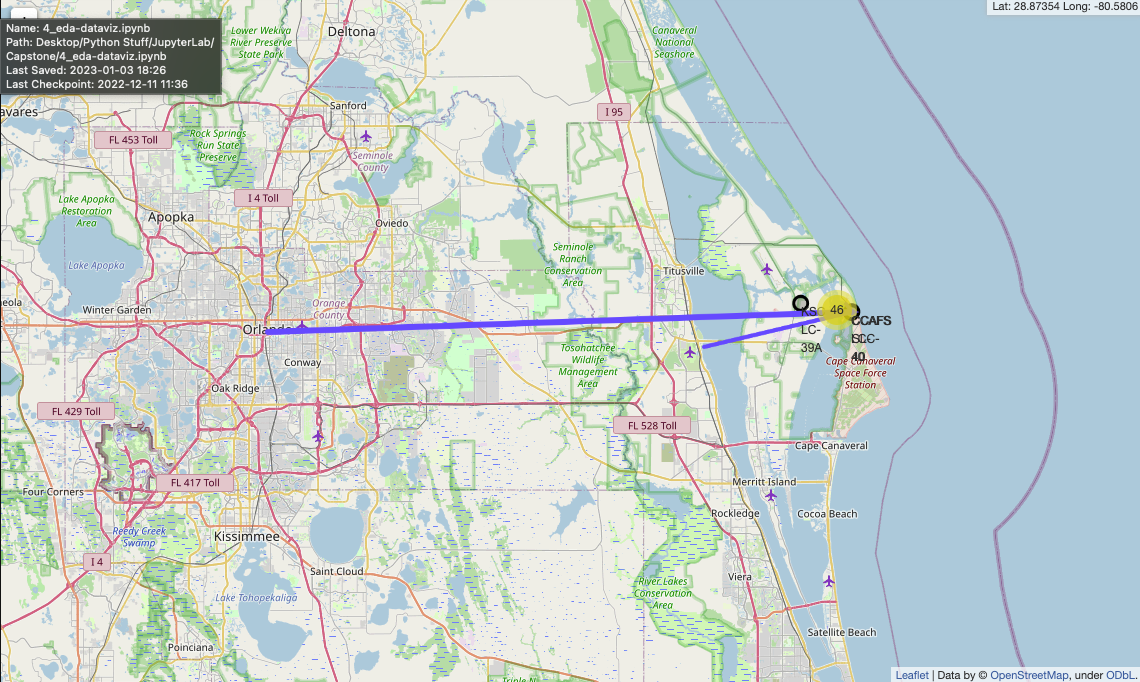 Lat: 28.87354 Long: -80.5806
Name: 4_eda-dataviz.ipynb
Path: Desktop/Python Stuff/JupyterLab/
Capstone/4_eda-dataviz.ipynb
Last Saved: 2023-01-03 18:26
Last Checkpoint: 2022-12-11 11:36
Lower Wekiva
River Preserve
State Park
Deltona
Canaveral
National
Seashore
avares
Sanford
I 95
FL 453 Toll
Rock Springs
Run State
Preserve
Seminole
County
I 4 Toll
Lake Apopka
Restoration
Area
Apopka
Oviedo
Seminole
Ranch
Conservation
Area
Lake Apopka
Titusville
eola
Winter Garden
Orange
County
46
KS
LC-
39A
CCAFS
SLC-
40
Orlando
Conway
Tosohatchee
Wildlife
Management
Area
Cape Canaveral
Space Force
Station
Oak Ridge
FL 429 Toll
FL 528 Toll
Cape Canaveral
FL 417 Toll
Four Corners
Merritt Island
Rockledge
Cocoa Beach
Reedy Creek
Swamp
Kissimmee
I 4
Saint Cloud
Viera
River Lakes
Conservation
Area
Lake Tohopekaliga
Satellite Beach
Poinciana
Triple N
Leaflet | Data by © OpenStreetMap, under ODbL.